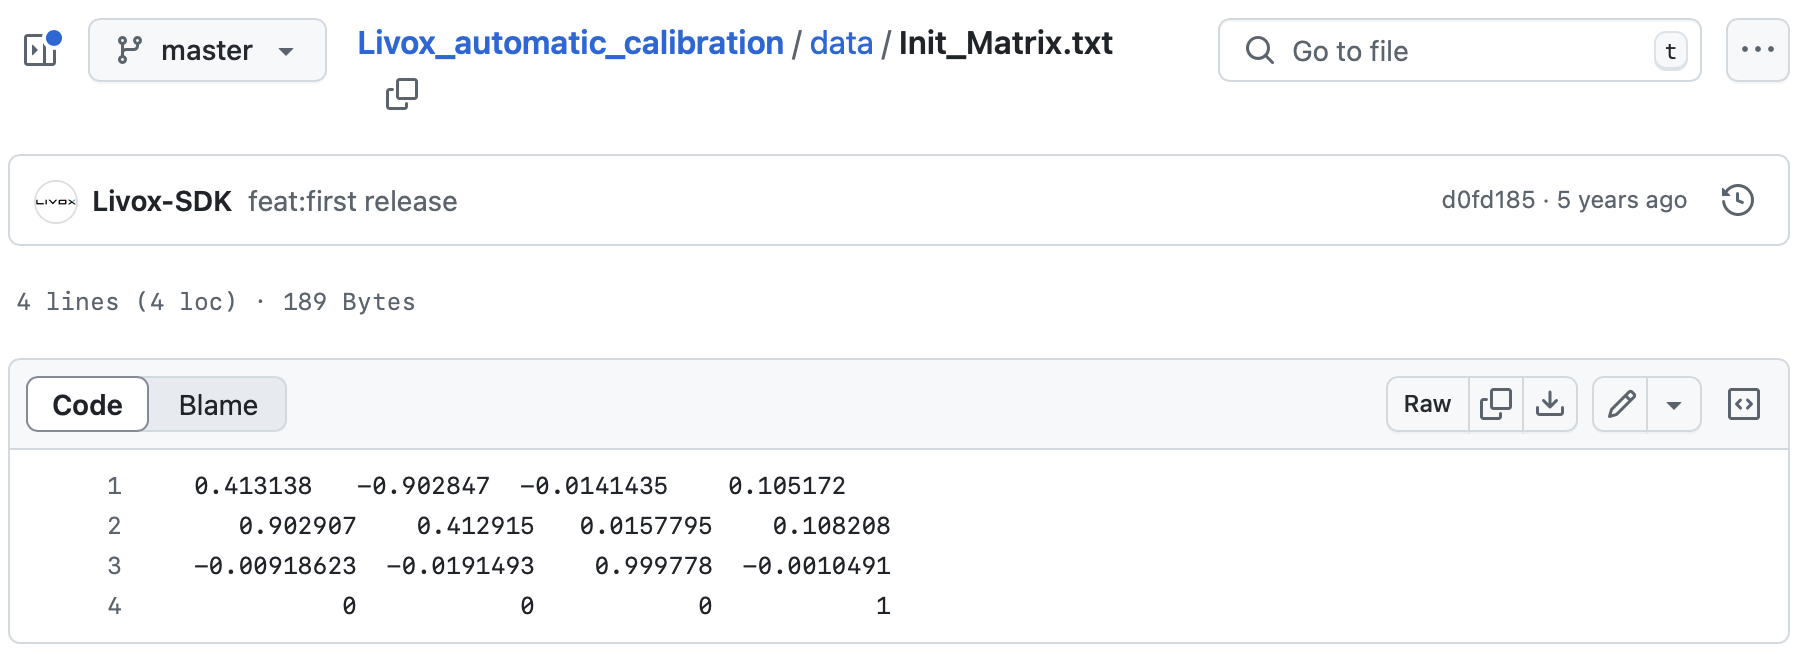 master
Livox_automatic_calibration / data / Init_Matrix.txt
Go to file
t
LIVOX
Livox-SDK feat:first release
d0fd185 · 5 years ago
4 lines (4 loc) · 189 Bytes
Code Blame
Raw
1 0.413138 -0.902847 -0.0141435 0.105172
2 0.902907 0.412915 0.0157795 0.108208
3 -0.00918623 -0.0191493 0.999778 -0.0010491
4 0 0 0 1